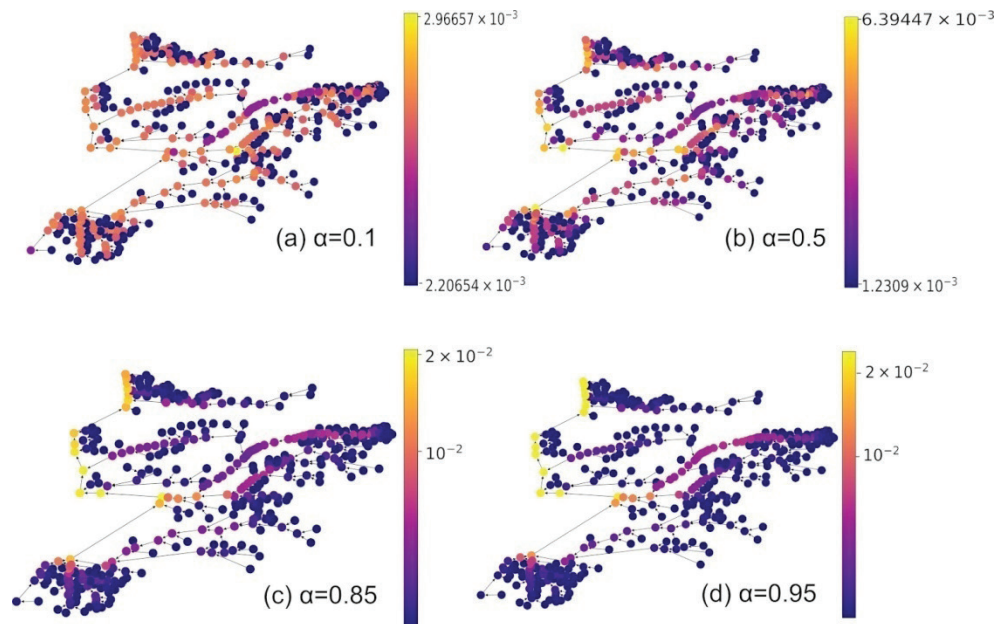 2.96657 × 10⁻³
(a) α=0.1
2.20654 × 10⁻³
6.39447 × 10⁻³
(b) α=0.5
1.2309 × 10⁻³
2 × 10⁻²
10⁻²
(c) α=0.85
2 × 10⁻²
10⁻²
(d) α=0.95